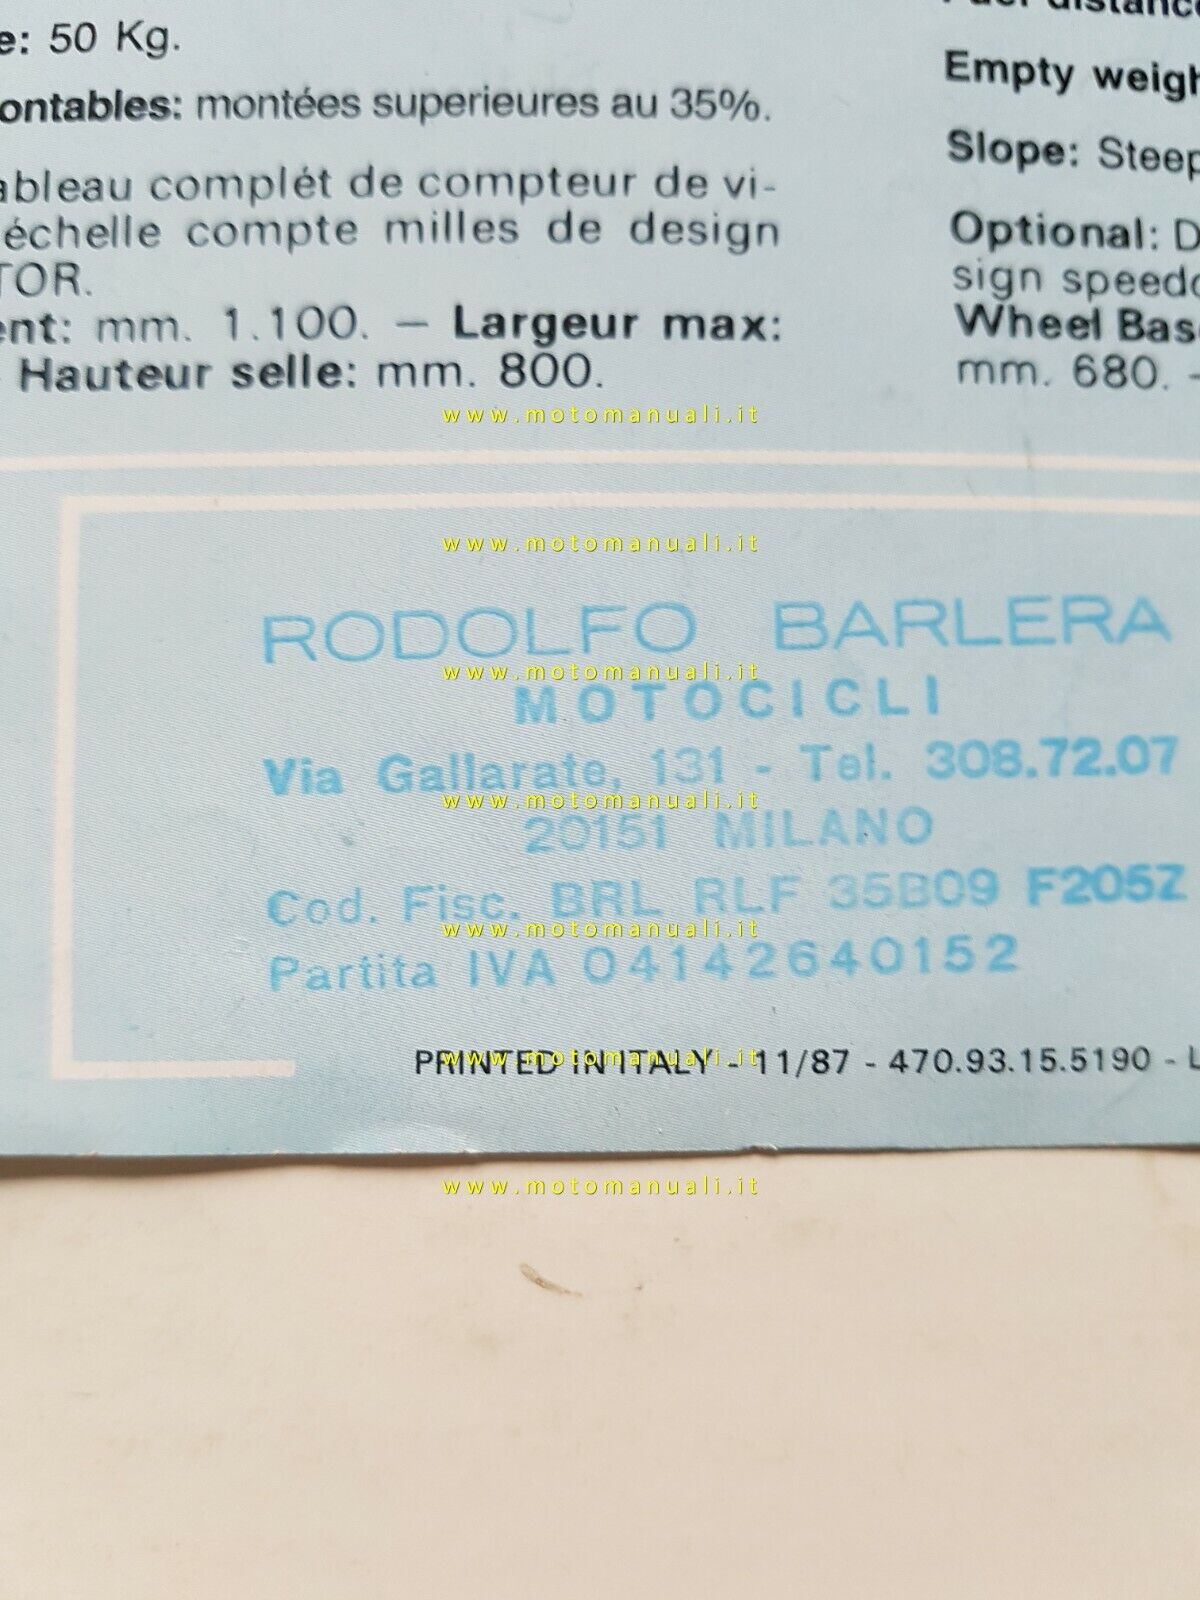 e: 50 Kg.
ontables: montées superieures au 35%.
ableau complét de compteur de vi-
échelle compte milles de design
TOR.
ent: mm. 1.100. — Largeur max:
- Hauteur selle: mm. 800.
Fuel distance
Empty weigh
Slope: Steep
Optional: D
sign speedo
Wheel Bas
mm. 680. -
www.motomanuali.it
www.motomanuali.it
RODOLFO BARLERA
www.motomanuali.it
MOTOCICLI
Via Gallarate, 131 - Tel. 308.72.07
www.motomanuali.it
20151 MILANO
Cod. Fisc. BRL RLF 35B09 F205Z
www.motomanuali.it
Partita IVA 04142640152
www.motomanuali.it
PRINTED IN ITALY - 11/87 - 470.93.15.5190 - L
www.motomanuali.it